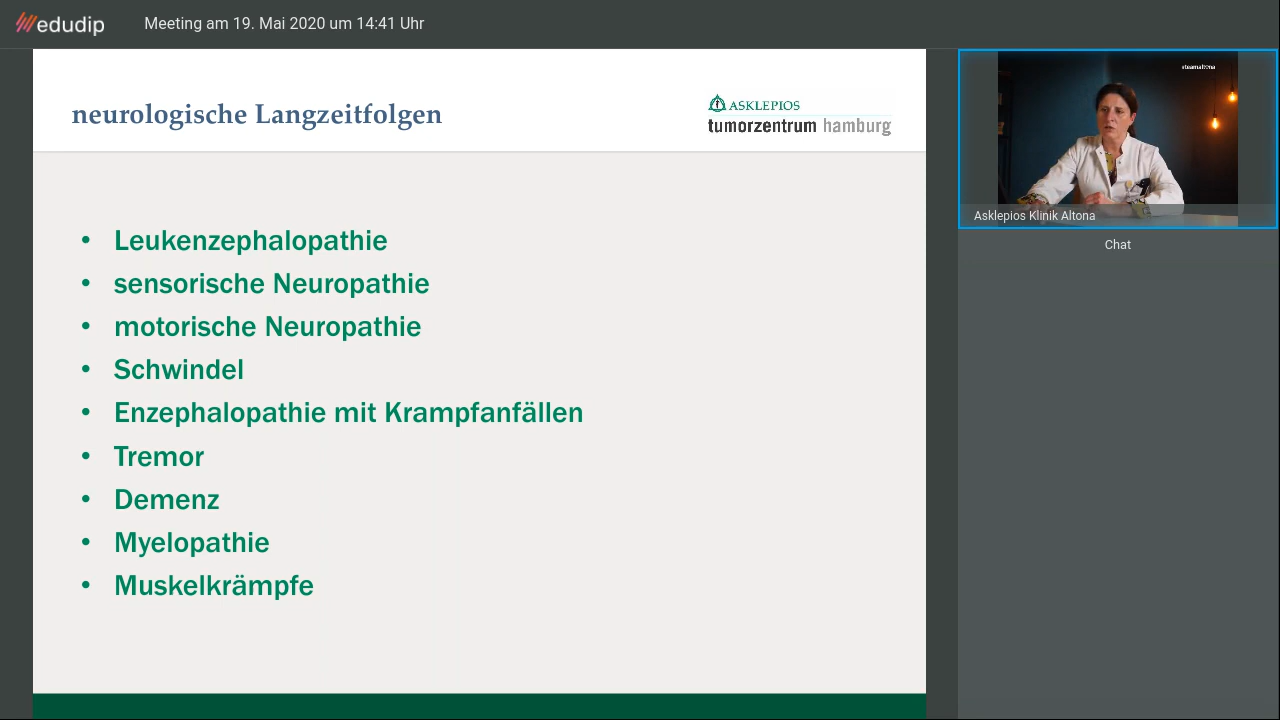 edudip
Meeting am 19. Mai 2020 um 14:41 Uhr
neurologische Langzeitfolgen
ASKLEPIOS
tumorzentrum hamburg
• Leukenzephalopathie
• sensorische Neuropathie
• motorische Neuropathie
• Schwindel
• Enzephalopathie mit Krampfanfällen
• Tremor
• Demenz
• Myelopathie
• Muskelkrämpfe
#teamaltona
Asklepios Klinik Altona
Chat